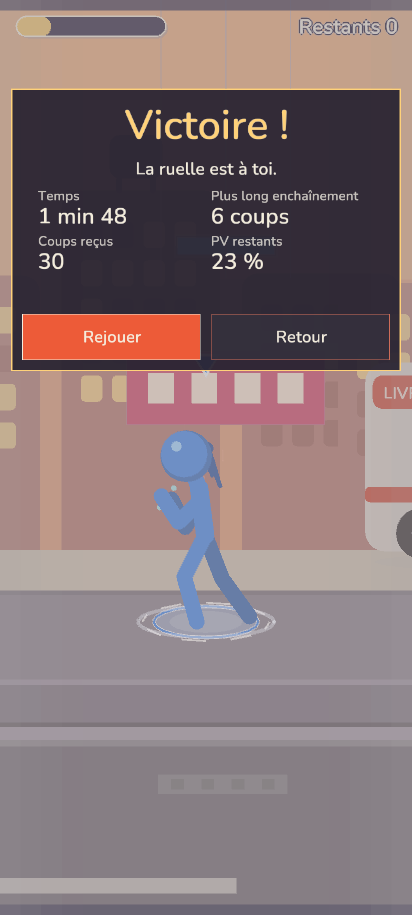 Restants 0
Victoire !
La ruelle est à toi.
Temps
1 min 48
Plus long enchaînement
6 coups
Coups reçus
30
PV restants
23 %
Rejouer
Retour